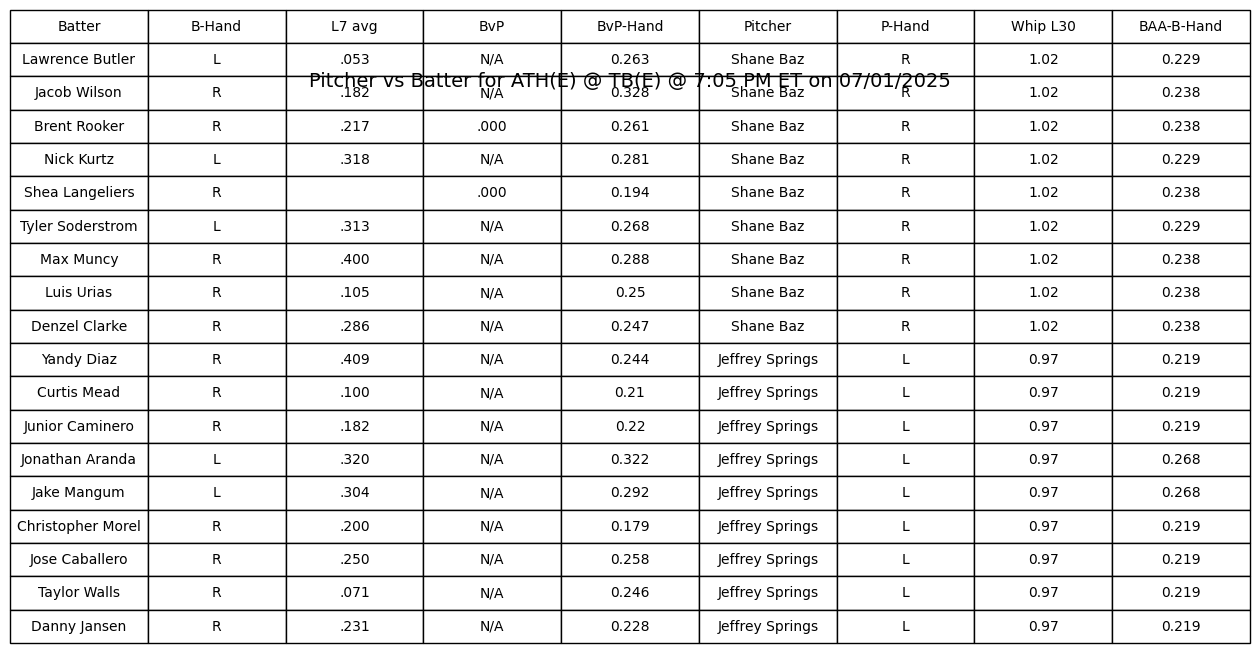 Batter B-Hand L7 avg BvP BvP-Hand Pitcher P-Hand Whip L30 BAA-B-Hand
Lawrence Butler L .053 N/A 0.263 Shane Baz R 1.02 0.229
Pitcher vs Batter for ATH(E) @ TB(E) @ 7:05 PM ET on 07/01/2025
Jacob Wilson R .182 N/A 0.328 Shane Baz R 1.02 0.238
Brent Rooker R .217 .000 0.261 Shane Baz R 1.02 0.238
Nick Kurtz L .318 N/A 0.281 Shane Baz R 1.02 0.229
Shea Langeliers R .000 0.194 Shane Baz R 1.02 0.238
Tyler Soderstrom L .313 N/A 0.268 Shane Baz R 1.02 0.229
Max Muncy R .400 N/A 0.288 Shane Baz R 1.02 0.238
Luis Urias R .105 N/A 0.25 Shane Baz R 1.02 0.238
Denzel Clarke R .286 N/A 0.247 Shane Baz R 1.02 0.238
Yandy Diaz R .409 N/A 0.244 Jeffrey Springs L 0.97 0.219
Curtis Mead R .100 N/A 0.21 Jeffrey Springs L 0.97 0.219
Junior Caminero R .182 N/A 0.22 Jeffrey Springs L 0.97 0.219
Jonathan Aranda L .320 N/A 0.322 Jeffrey Springs L 0.97 0.268
Jake Mangum L .304 N/A 0.292 Jeffrey Springs L 0.97 0.268
Christopher Morel R .200 N/A 0.179 Jeffrey Springs L 0.97 0.219
Jose Caballero R .250 N/A 0.258 Jeffrey Springs L 0.97 0.219
Taylor Walls R .071 N/A 0.246 Jeffrey Springs L 0.97 0.219
Danny Jansen R .231 N/A 0.228 Jeffrey Springs L 0.97 0.219